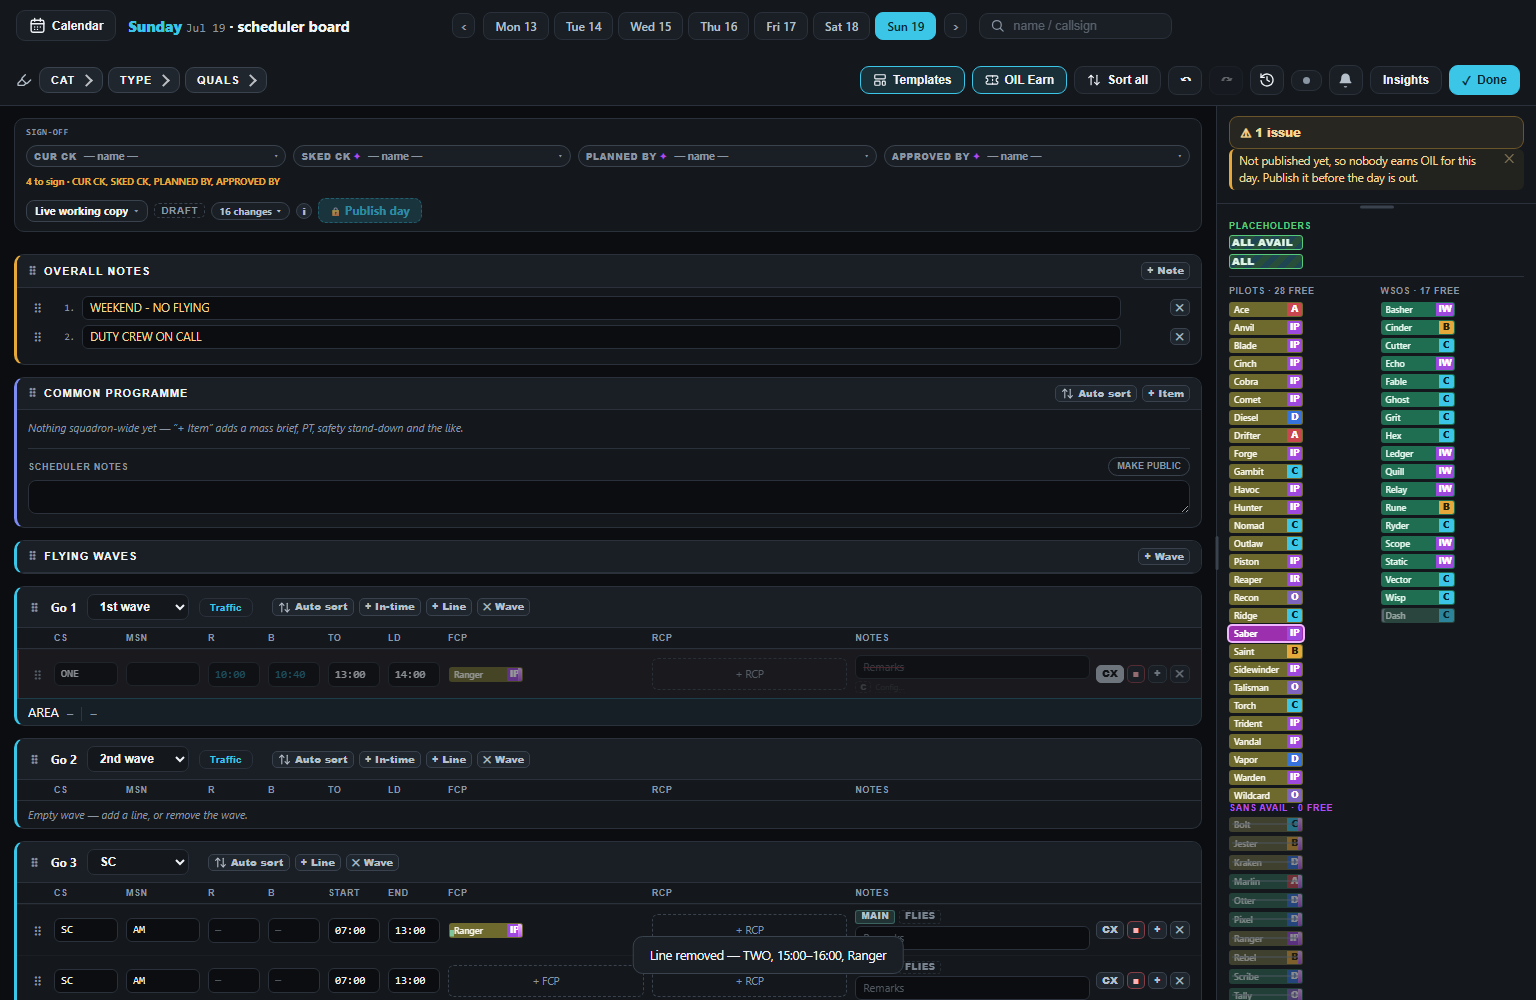 Calendar
Sunday Jul 19 · scheduler board
‹
Mon 13
Tue 14
Wed 15
Thu 16
Fri 17
Sat 18
Sun 19
›
name / callsign
CAT
TYPE
QUALS
Templates
OIL Earn
Sort all
Insights
✓ Done
SIGN-OFF
CUR CK — name —
SKED CK ✦ — name —
PLANNED BY ✦ — name —
APPROVED BY ✦ — name —
4 to sign · CUR CK, SKED CK, PLANNED BY, APPROVED BY
Live working copy
DRAFT
16 changes
i
Publish day
OVERALL NOTES
+ Note
1. WEEKEND - NO FLYING
2. DUTY CREW ON CALL
COMMON PROGRAMME
Auto sort
+ Item
Nothing squadron-wide yet — "+ Item" adds a mass brief, PT, safety stand-down and the like.
SCHEDULER NOTES
MAKE PUBLIC
FLYING WAVES
+ Wave
Go 1 1st wave Traffic Auto sort + In-time + Line ✕ Wave
CS MSN R B TO LD FCP RCP NOTES
ONE 10:00 10:40 13:00 14:00 Ranger IP + RCP Remarks CX
AREA – –
Go 2 2nd wave Traffic Auto sort + In-time + Line ✕ Wave
CS MSN R B TO LD FCP RCP NOTES
Empty wave — add a line, or remove the wave.
Go 3 SC Auto sort + Line ✕ Wave
CS MSN R B START END FCP RCP NOTES
SC AM – – 07:00 13:00 Ranger IP + RCP MAIN FLIES CX
SC AM – – 07:00 13:00 + FCP + RCP FLIES Remarks CX
Line removed — TWO, 15:00–16:00, Ranger
⚠ 1 issue
Not published yet, so nobody earns OIL for this
day. Publish it before the day is out.
PLACEHOLDERS
ALL AVAIL
ALL
PILOTS · 28 FREE
Ace A
Anvil IP
Blade IP
Cinch IP
Cobra IP
Comet IP
Diesel D
Drifter A
Forge IP
Gambit C
Havoc IP
Hunter IP
Nomad C
Outlaw C
Piston IP
Reaper IR
Recon O
Ridge C
Saber IP
Saint B
Sidewinder IP
Talisman O
Torch C
Trident IP
Vandal IP
Vapor D
Warden IP
Wildcard O
WSOS · 17 FREE
Basher IW
Cinder B
Cutter C
Echo IW
Fable C
Ghost C
Grit C
Hex C
Ledger IW
Quill IW
Relay IW
Rune B
Ryder C
Scope IW
Static IW
Vector C
Wisp C
Dash C
SANS AVAIL · 0 FREE
Bolt C
Jester B
Kraken D
Marlin A
Otter D
Pixel D
Ranger IP
Rebel B
Scribe D
Tally